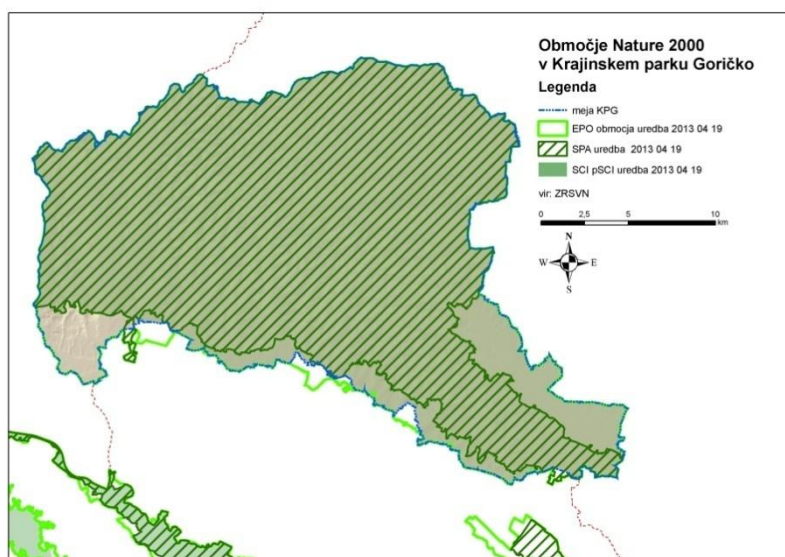 Območje Nature 2000
v Krajinskem parku Goričko
Legenda
meja KPG
EPO obmocja uredba 2013 04 19
SPA uredba 2013 04 19
SCI pSCI uredba 2013 04 19
vir: ZRSVN
0 2,5 5 10
km
N
W E
S